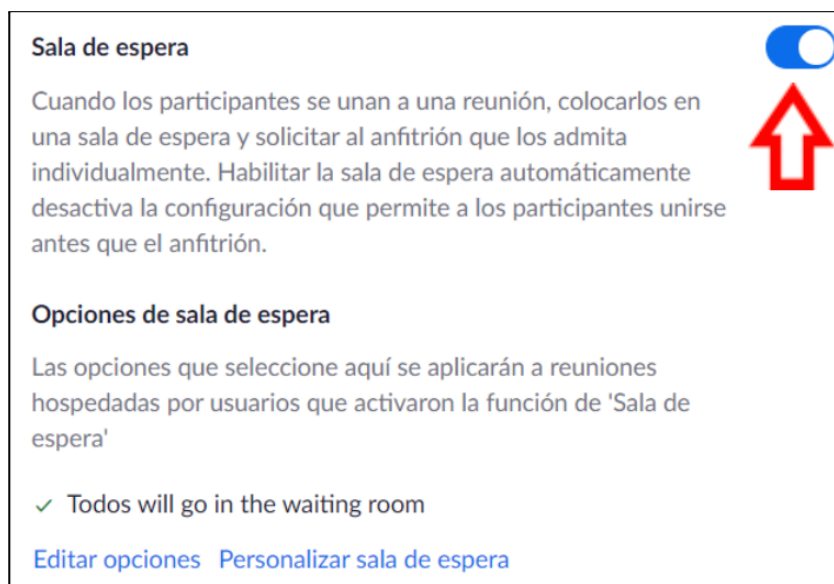 Sala de espera
Cuando los participantes se unan a una reunión, colocarlos en
una sala de espera y solicitar al anfitrión que los admita
individualmente. Habilitar la sala de espera automáticamente
desactiva la configuración que permite a los participantes unirse
antes que el anfitrión.
Opciones de sala de espera
Las opciones que seleccione aquí se aplicarán a reuniones
hospedadas por usuarios que activaron la función de 'Sala de
espera'
Todos will go in the waiting room
Editar opciones Personalizar sala de espera